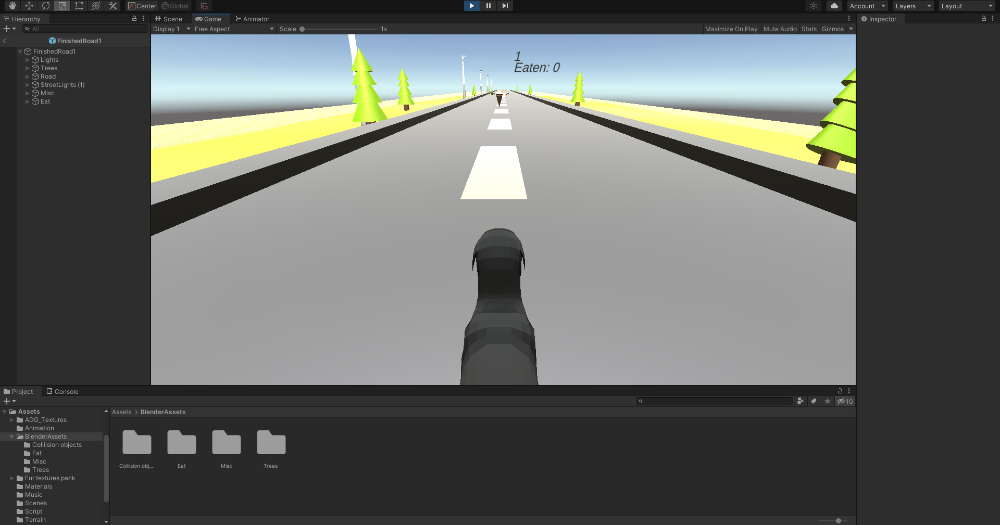 Center Global Account Layers Layout
Hierarchy Scene Game Animator Inspector
All Display 1 Free Aspect Scale 1x Maximize On Play Mute Audio Stats Gizmos
FinishedRoad1
FinishedRoad1
Lights
Trees
Road
StreetLights (1)
Misc
Eat
1
Eaten: 0
Project Console
10
Assets
ADG_Textures
Animation
BlenderAssets
Colliision objects
Eat
Misc
Trees
Fur textures pack
Materials
Music
Scenes
Script
Terrain
Assets > BlenderAssets
Colliision obj... Eat Misc Trees